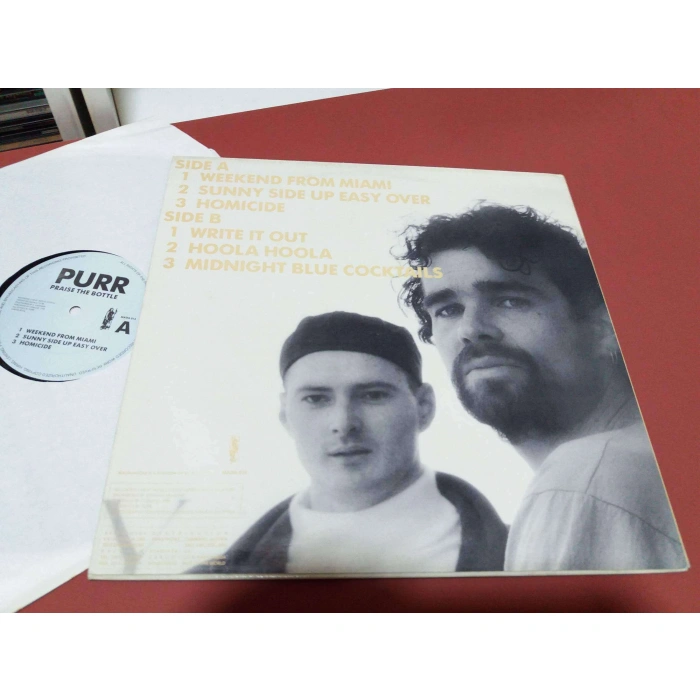 SIDE A
1 WEEKEND FROM MIAMI
2 SUNNY SIDE UP EASY OVER
3 HOMICIDE
SIDE B
1 WRITE IT OUT
2 HOOLA HOOLA
3 MIDNIGHT BLUE COCKTAILS
PURR
PRAISE THE BOTTLE
A
1 WEEKEND FROM MIAMI
2 SUNNY SIDE UP EASY OVER
3 HOMICIDE